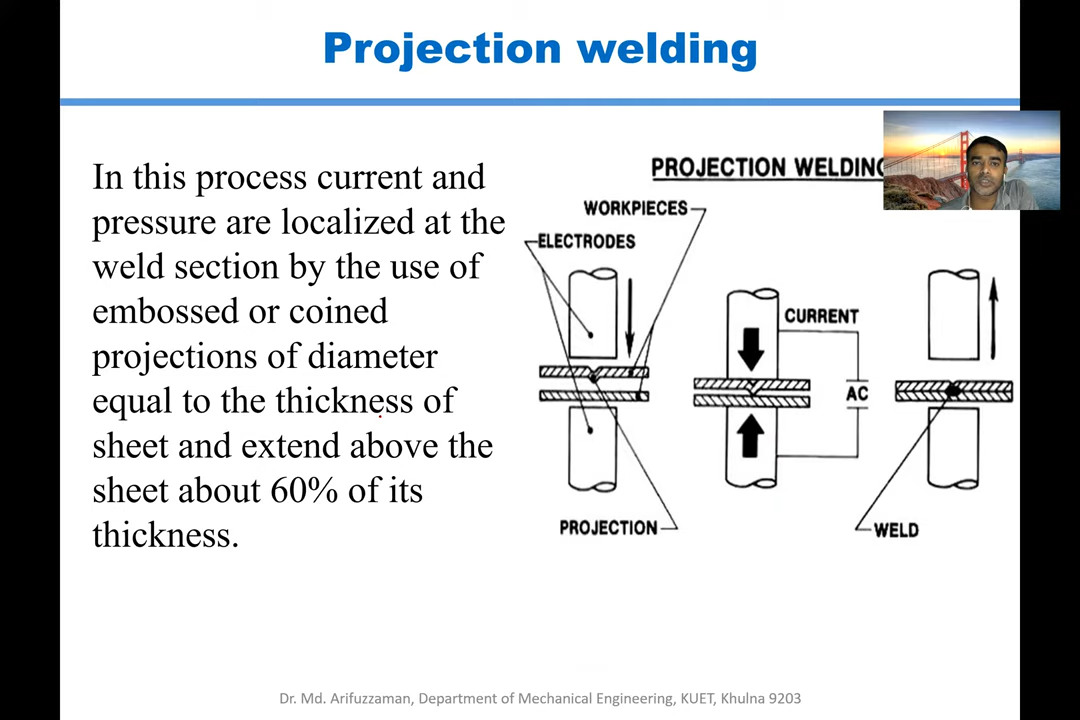 Projection welding
In this process current and
pressure are localized at the
weld section by the use of
embossed or coined
projections of diameter
equal to the thickness of
sheet and extend above the
sheet about 60% of its
thickness.
PROJECTION WELDING
WORKPIECES
ELECTRODES
CURRENT
AC
PROJECTION
WELD
Dr. Md. Arifuzzaman, Department of Mechanical Engineering, KUET, Khulna 9203